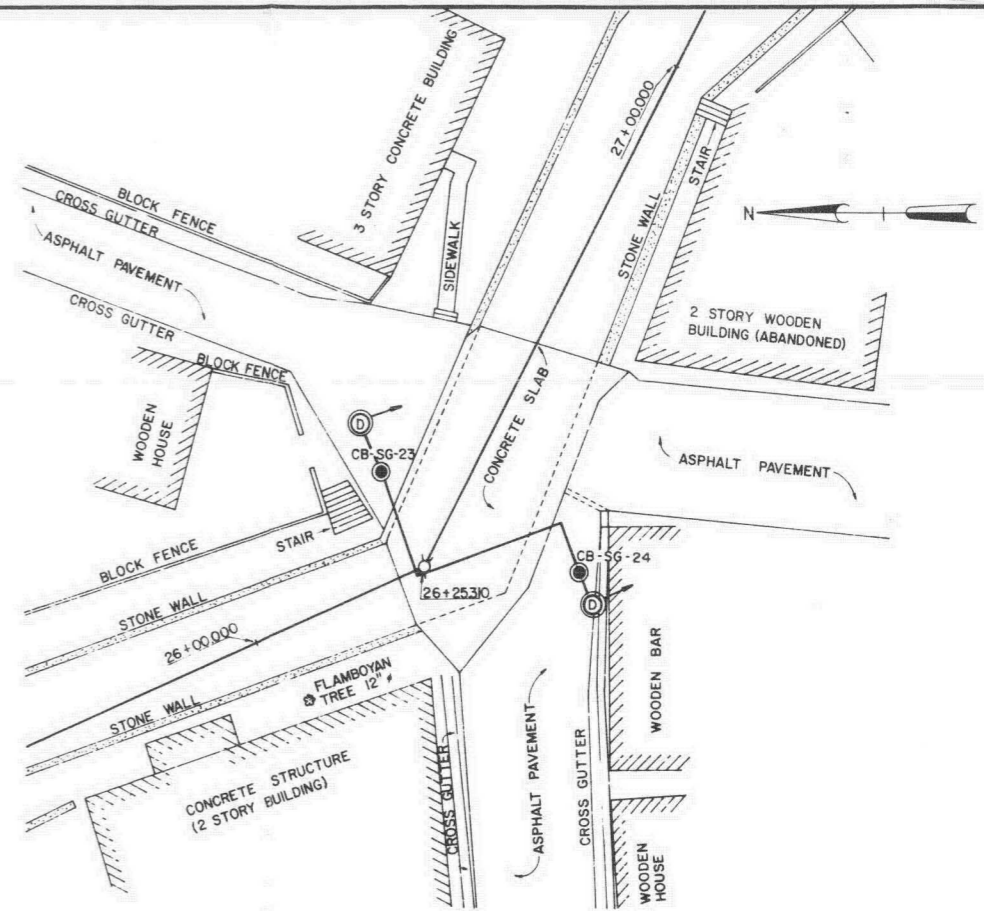 3 STORY CONCRETE BUILDING
27+00.000
STAIR
STONE WALL
N
BLOCK FENCE
CROSS GUTTER
ASPHALT PAVEMENT
SIDEWALK
CROSS GUTTER
2 STORY WOODEN
BUILDING (ABANDONED)
BLOCK FENCE
WOODEN
HOUSE
CONCRETE SLAB
D
CB-SG-23
ASPHALT PAVEMENT
STAIR
BLOCK FENCE
CB-SG-24
D
26+25.310
STONE WALL
26+00.000
WOODEN BAR
FLAMBOYAN
TREE 12"
STONE WALL
CROSS GUTTER
ASPHALT PAVEMENT
CROSS GUTTER
CONCRETE STRUCTURE
(2 STORY BUILDING)
WOODEN
HOUSE